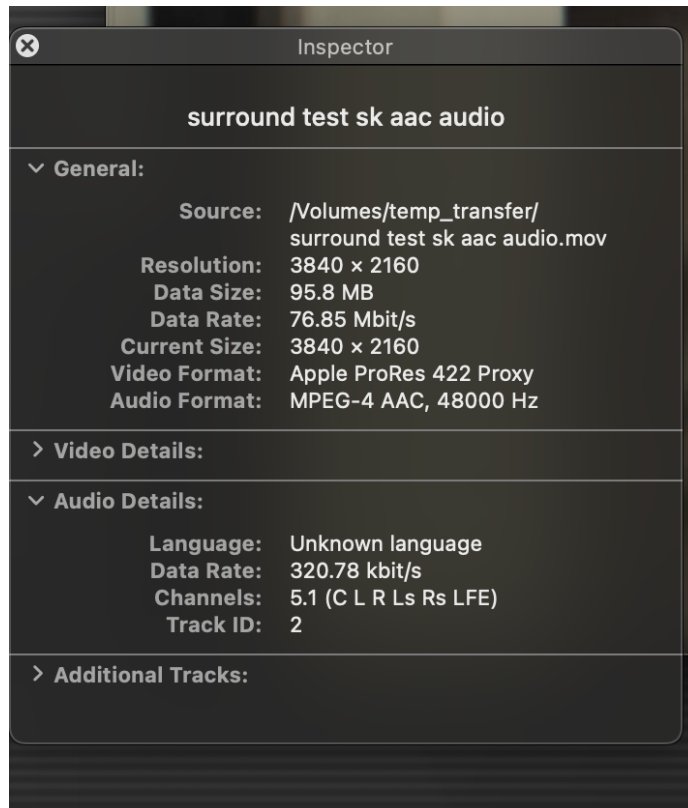 Inspector
surround test sk aac audio
General:
Source: /Volumes/temp_transfer/
surround test sk aac audio.mov
Resolution: 3840 × 2160
Data Size: 95.8 MB
Data Rate: 76.85 Mbit/s
Current Size: 3840 × 2160
Video Format: Apple ProRes 422 Proxy
Audio Format: MPEG-4 AAC, 48000 Hz
Video Details:
Audio Details:
Language: Unknown language
Data Rate: 320.78 kbit/s
Channels: 5.1 (C L R Ls Rs LFE)
Track ID: 2
Additional Tracks: